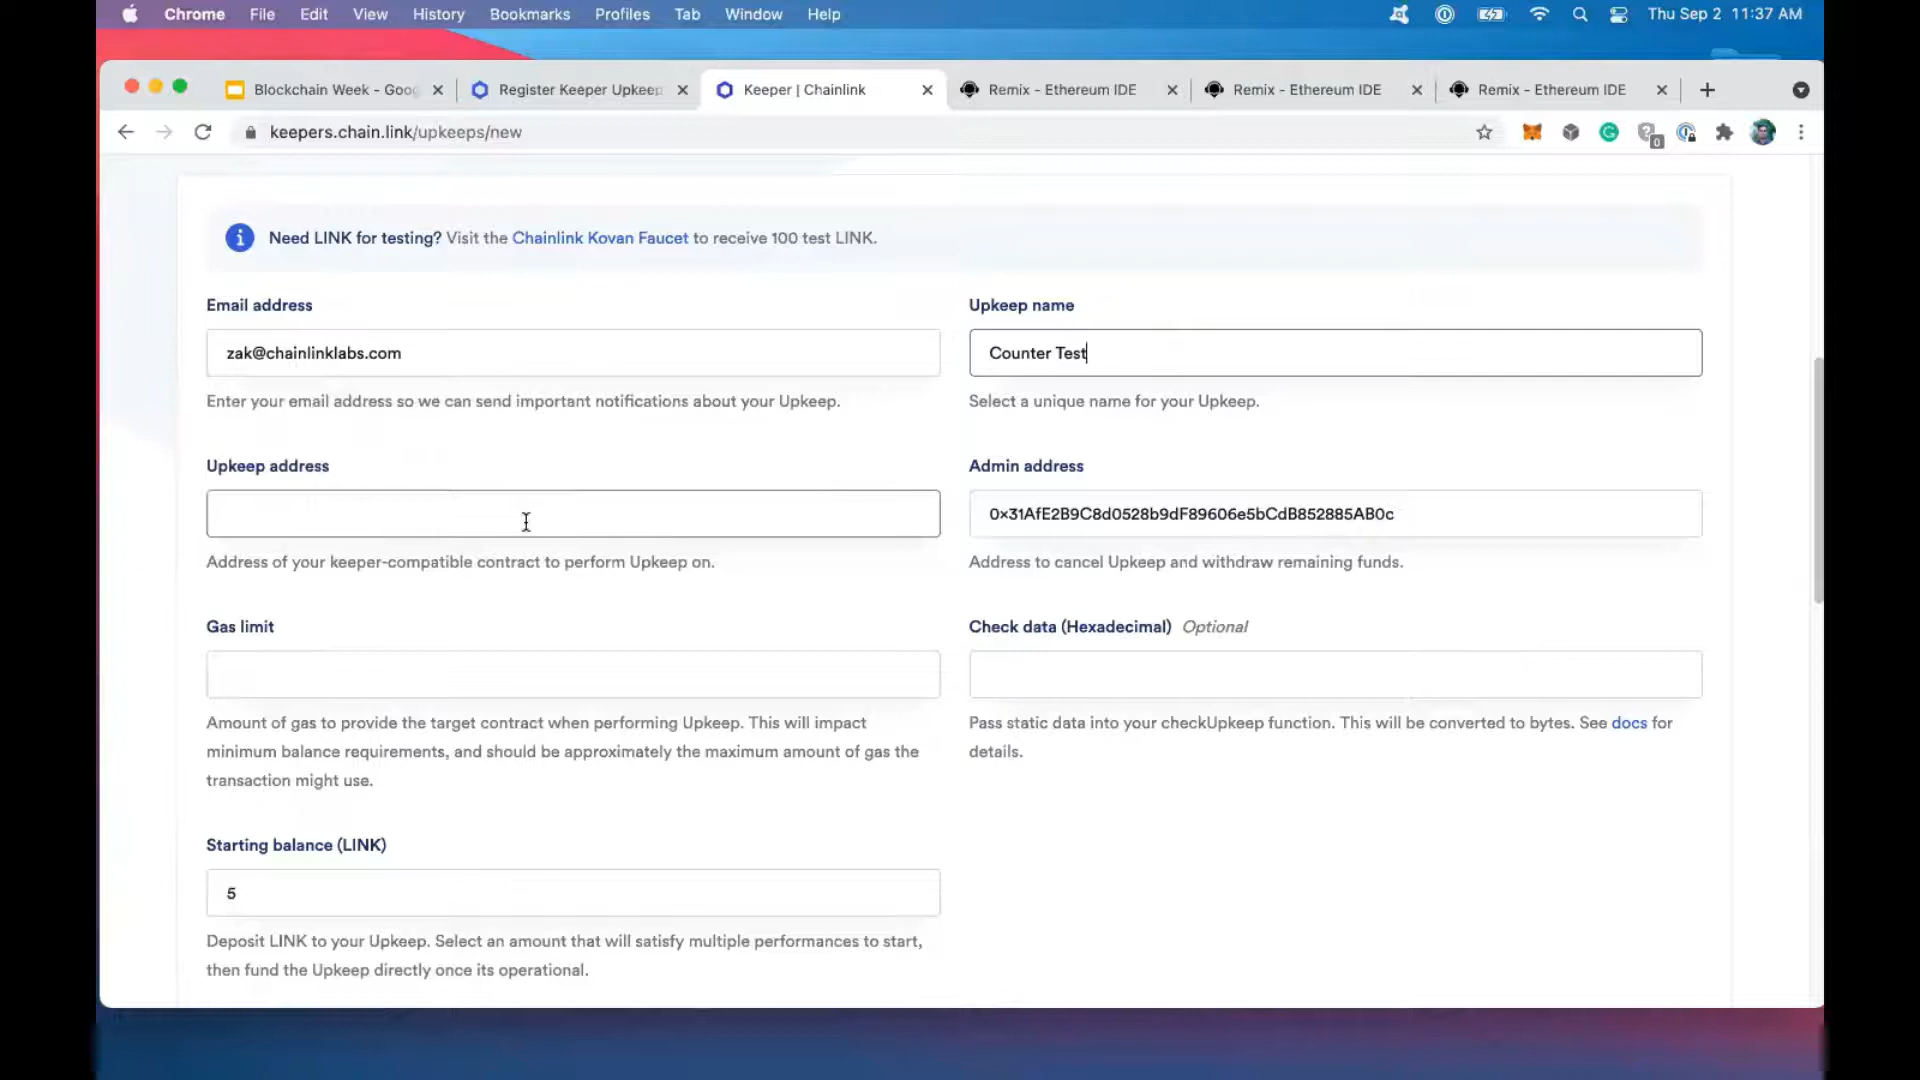 Chrome File Edit View History Bookmarks Profiles Tab Window Help Thu Sep 2 11:37 AM
Blockchain Week - Goog Register Keeper Upkeep Keeper | Chainlink Remix - Ethereum IDE Remix - Ethereum IDE Remix - Ethereum IDE
keepers.chain.link/upkeeps/new 0
Need LINK for testing? Visit the Chainlink Kovan Faucet to receive 100 test LINK.
Email address
zak@chainlinklabs.com
Enter your email address so we can send important notifications about your Upkeep.
Upkeep name
Counter Test
Select a unique name for your Upkeep.
Upkeep address
Address of your keeper-compatible contract to perform Upkeep on.
Admin address
0x31AfE2B9C8d0528b9dF89606e5bCdB852885AB0c
Address to cancel Upkeep and withdraw remaining funds.
Gas limit
Amount of gas to provide the target contract when performing Upkeep. This will impact
minimum balance requirements, and should be approximately the maximum amount of gas the
transaction might use.
Check data (Hexadecimal) Optional
Pass static data into your checkUpkeep function. This will be converted to bytes. See docs for
details.
Starting balance (LINK)
5
Deposit LINK to your Upkeep. Select an amount that will satisfy multiple performances to start,
then fund the Upkeep directly once its operational.